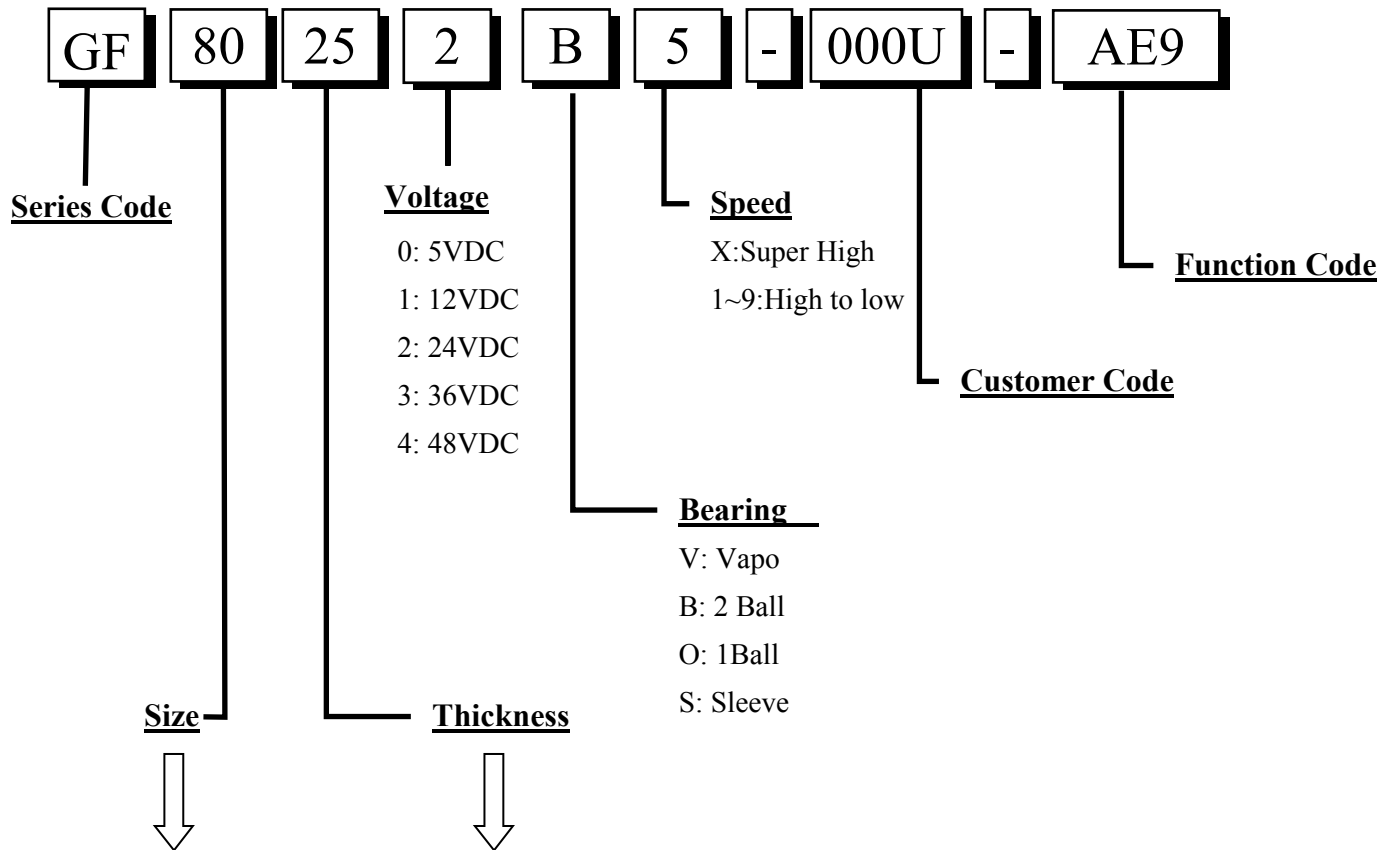 GF 80 25 2 B 5 - 000U - AE9
Series Code
Voltage
0: 5VDC
1: 12VDC
2: 24VDC
3: 36VDC
4: 48VDC
Speed
X:Super High
1~9:High to low
Function Code
Customer Code
Bearing
V: Vapo
B: 2 Ball
O: 1Ball
S: Sleeve
Size
Thickness